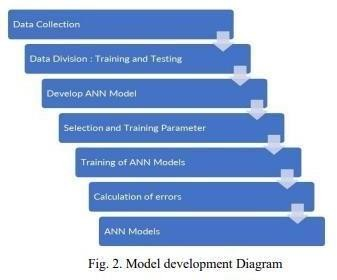 Data Collection
Data Division : Training and Testing
Develop ANN Model
Selection and Training Parameter
Training of ANN Models
Calculation of errors
ANN Models
Fig. 2. Model development Diagram